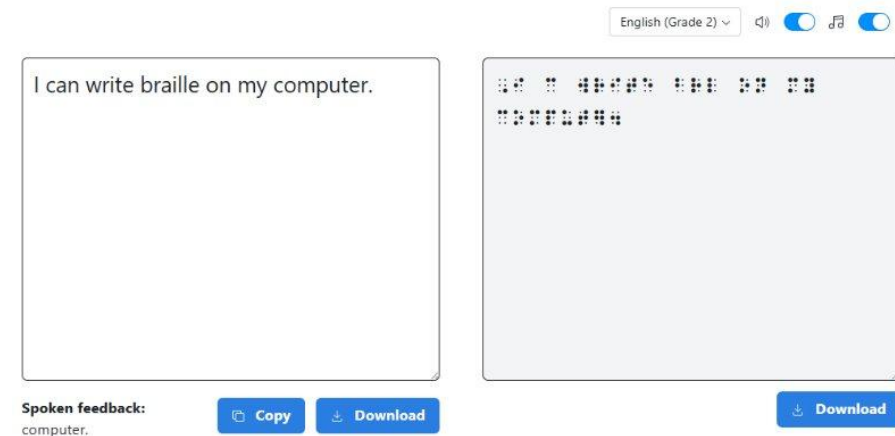 English (Grade 2)
I can write braille on my computer.
⠠⠊ ⠉ ⠺⠗⠊⠞⠑ ⠃⠗⠇ ⠕⠝ ⠍⠽
⠉⠕⠍⠏⠥⠞⠻⠲
Spoken feedback:
computer.
Copy
Download
Download